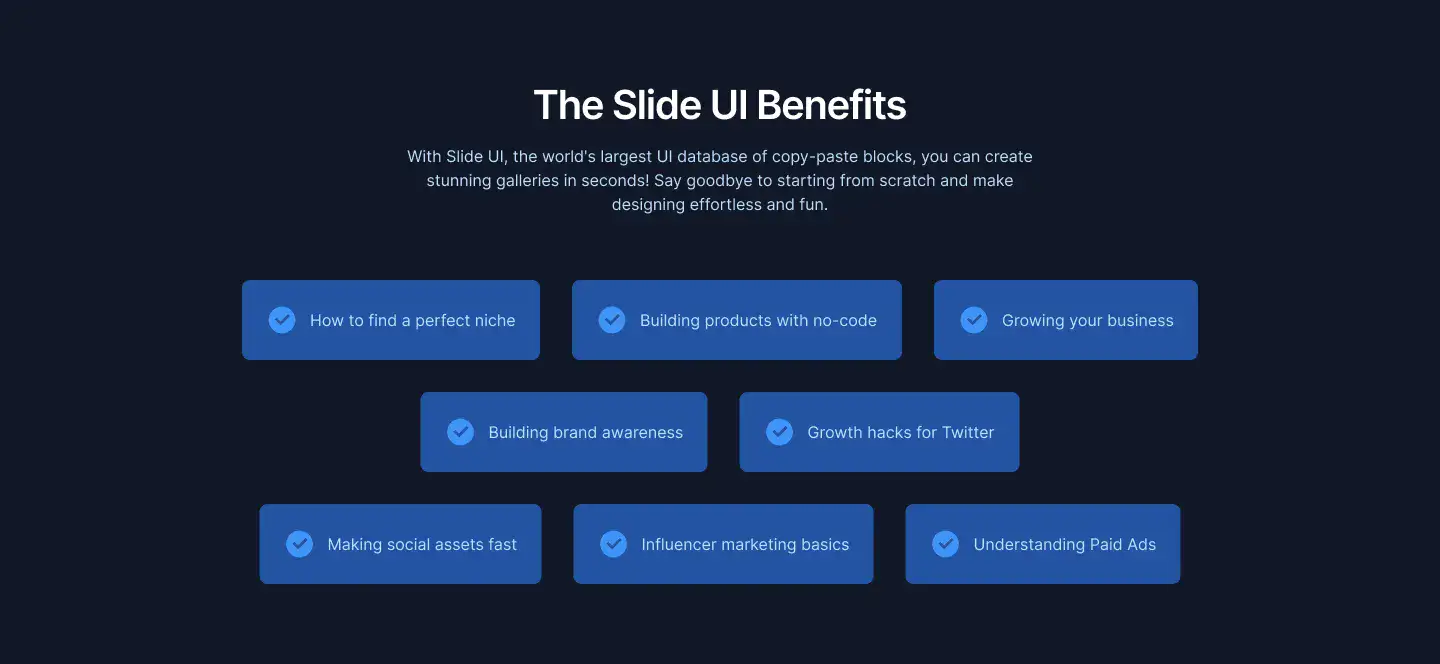 The Slide UI Benefits
With Slide UI, the world's largest UI database of copy-paste blocks, you can create
stunning galleries in seconds! Say goodbye to starting from scratch and make
designing effortless and fun.
How to find a perfect niche
Building products with no-code
Growing your business
Building brand awareness
Growth hacks for Twitter
Making social assets fast
Influencer marketing basics
Understanding Paid Ads